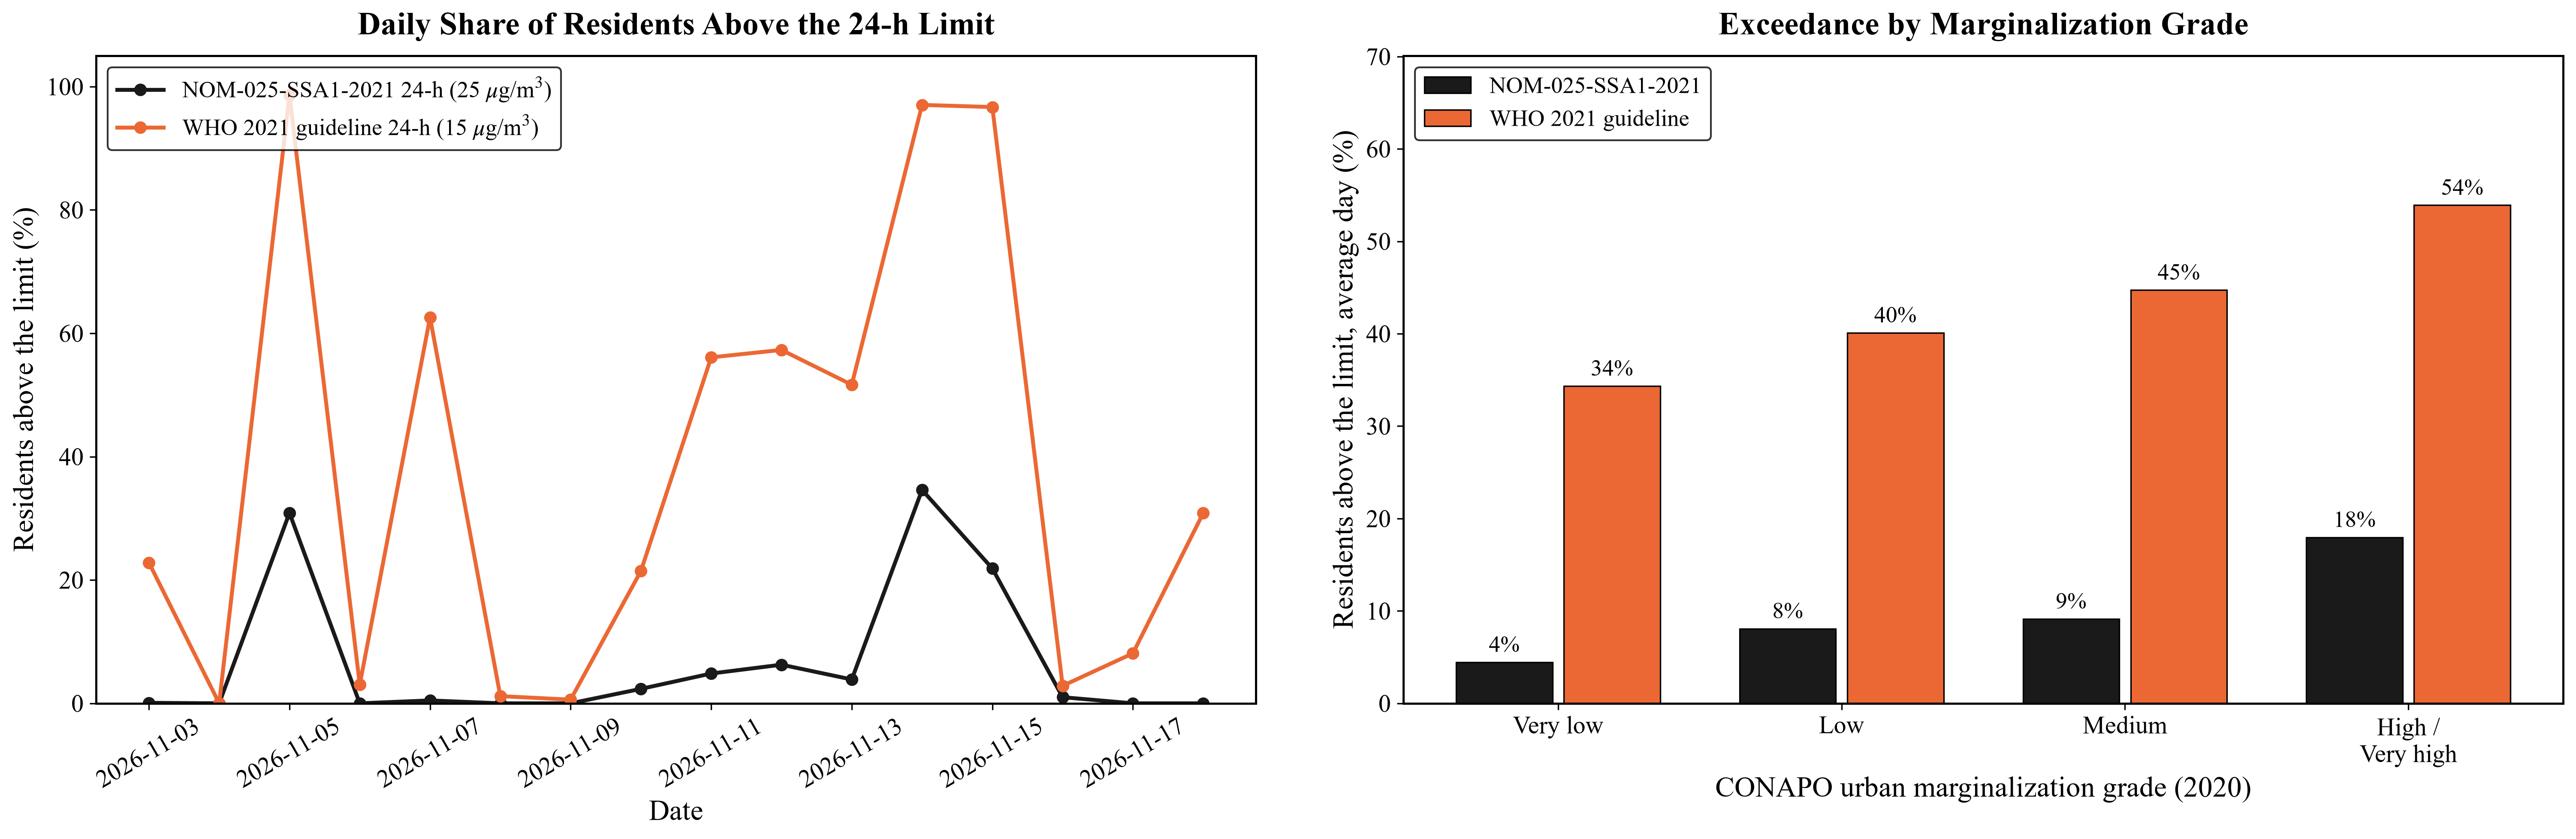 Daily Share of Residents Above the 24-h Limit
NOM-025-SSA1-2021 24-h (25 µg/m³)
WHO 2021 guideline 24-h (15 µg/m³)
Residents above the limit (%)
100
80
60
40
20
0
2026-11-03
2026-11-05
2026-11-07
2026-11-09
2026-11-11
2026-11-13
2026-11-15
2026-11-17
Date
Exceedance by Marginalization Grade
NOM-025-SSA1-2021
WHO 2021 guideline
Residents above the limit, average day (%)
70
60
50
40
30
20
10
0
4%
34%
8%
40%
9%
45%
18%
54%
Very low
Low
Medium
High /
Very high
CONAPO urban marginalization grade (2020)